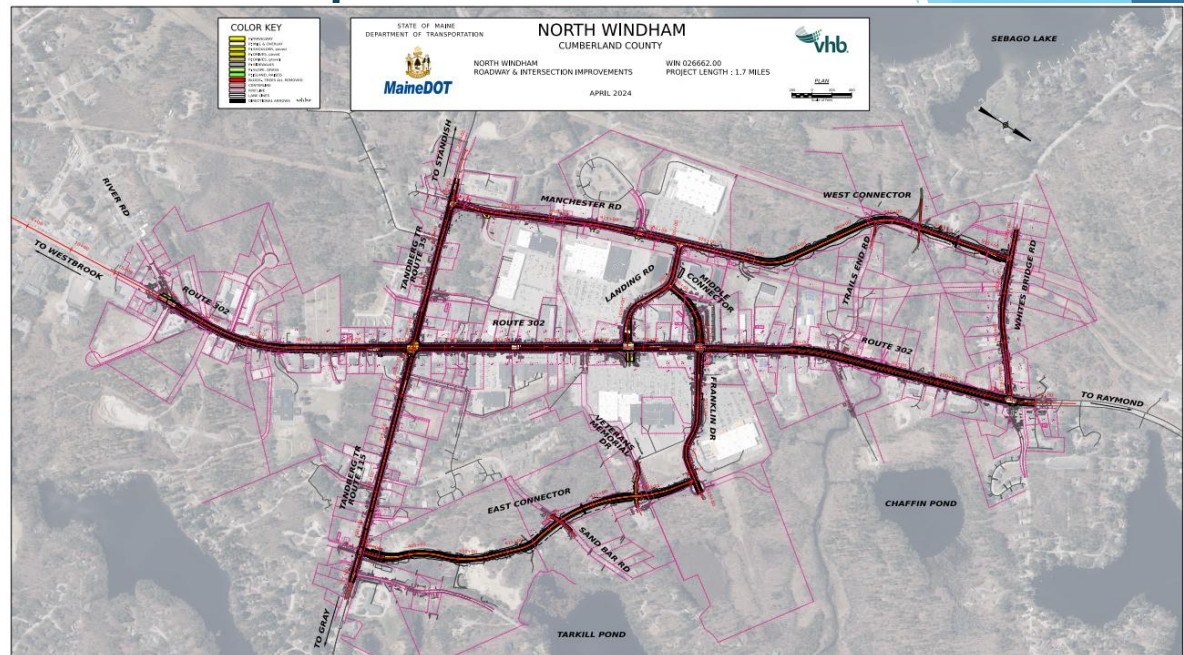 COLOR KEY
STATE OF MAINE
DEPARTMENT OF TRANSPORTATION
MaineDOT
NORTH WINDHAM
CUMBERLAND COUNTY
NORTH WINDHAM
ROADWAY & INTERSECTION IMPROVEMENTS
WIN 026662.00
PROJECT LENGTH : 1.7 MILES
APRIL 2024
vhb.
PLAN
SEBAGO LAKE
RIVER RD
TO WESTBROOK
ROUTE 302
TO STANDISH
TANDBERG TR
ROUTE 35
MANCHESTER RD
WEST CONNECTOR
LANDING RD
MIDDLE
CONNECTOR
TRAILS END RD
WHITES BRIDGE RD
ROUTE 302
ROUTE 302
TO RAYMOND
FRANKLIN DR
VETERANS
MEMORIAL
DR
TANDBERG TR
ROUTE 115
EAST CONNECTOR
SAND BAR RD
CHAFFIN POND
TO GRAY
TARKILL POND